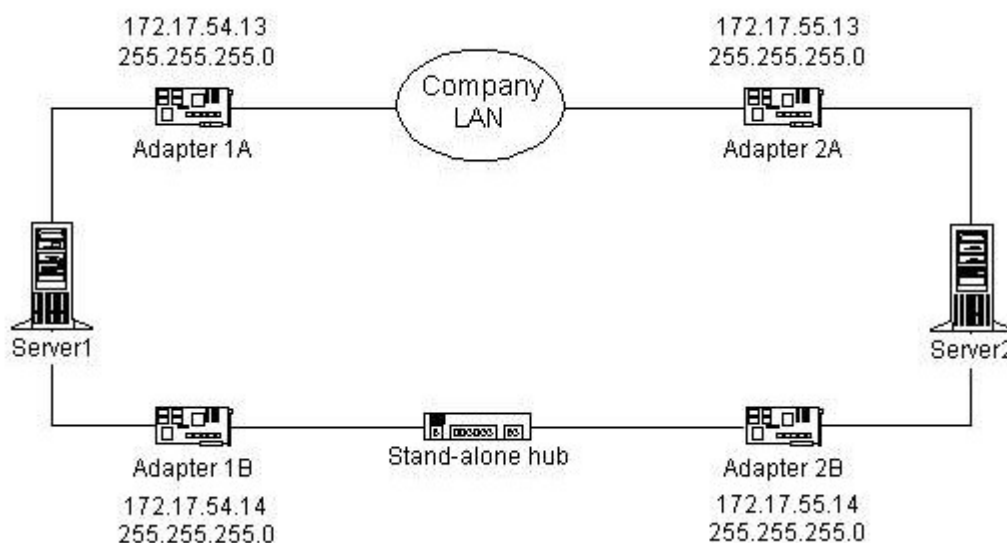 172.17.54.13
255.255.255.0
172.17.55.13
255.255.255.0
Company
LAN
Adapter 1A
Adapter 2A
Server1
Server2
Adapter 1B
Stand-alone hub
Adapter 2B
172.17.54.14
255.255.255.0
172.17.55.14
255.255.255.0